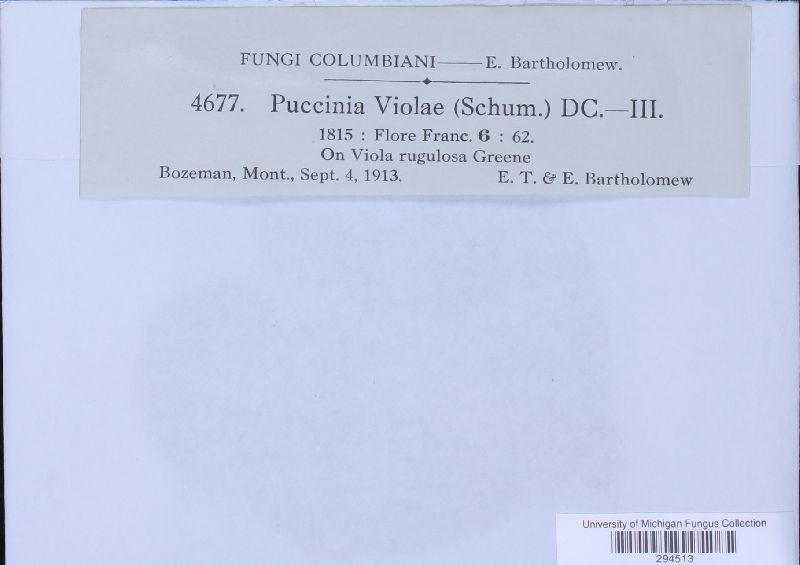 FUNGI COLUMBIANI——E. Bartholomew.
4677. Puccinia Violae (Schum.) DC.—III.
1815 : Flore Franc. 6 : 62.
On Viola rugulosa Greene
Bozeman, Mont., Sept. 4, 1913. E. T. & E. Bartholomew
University of Michigan Fungus Collection
294513